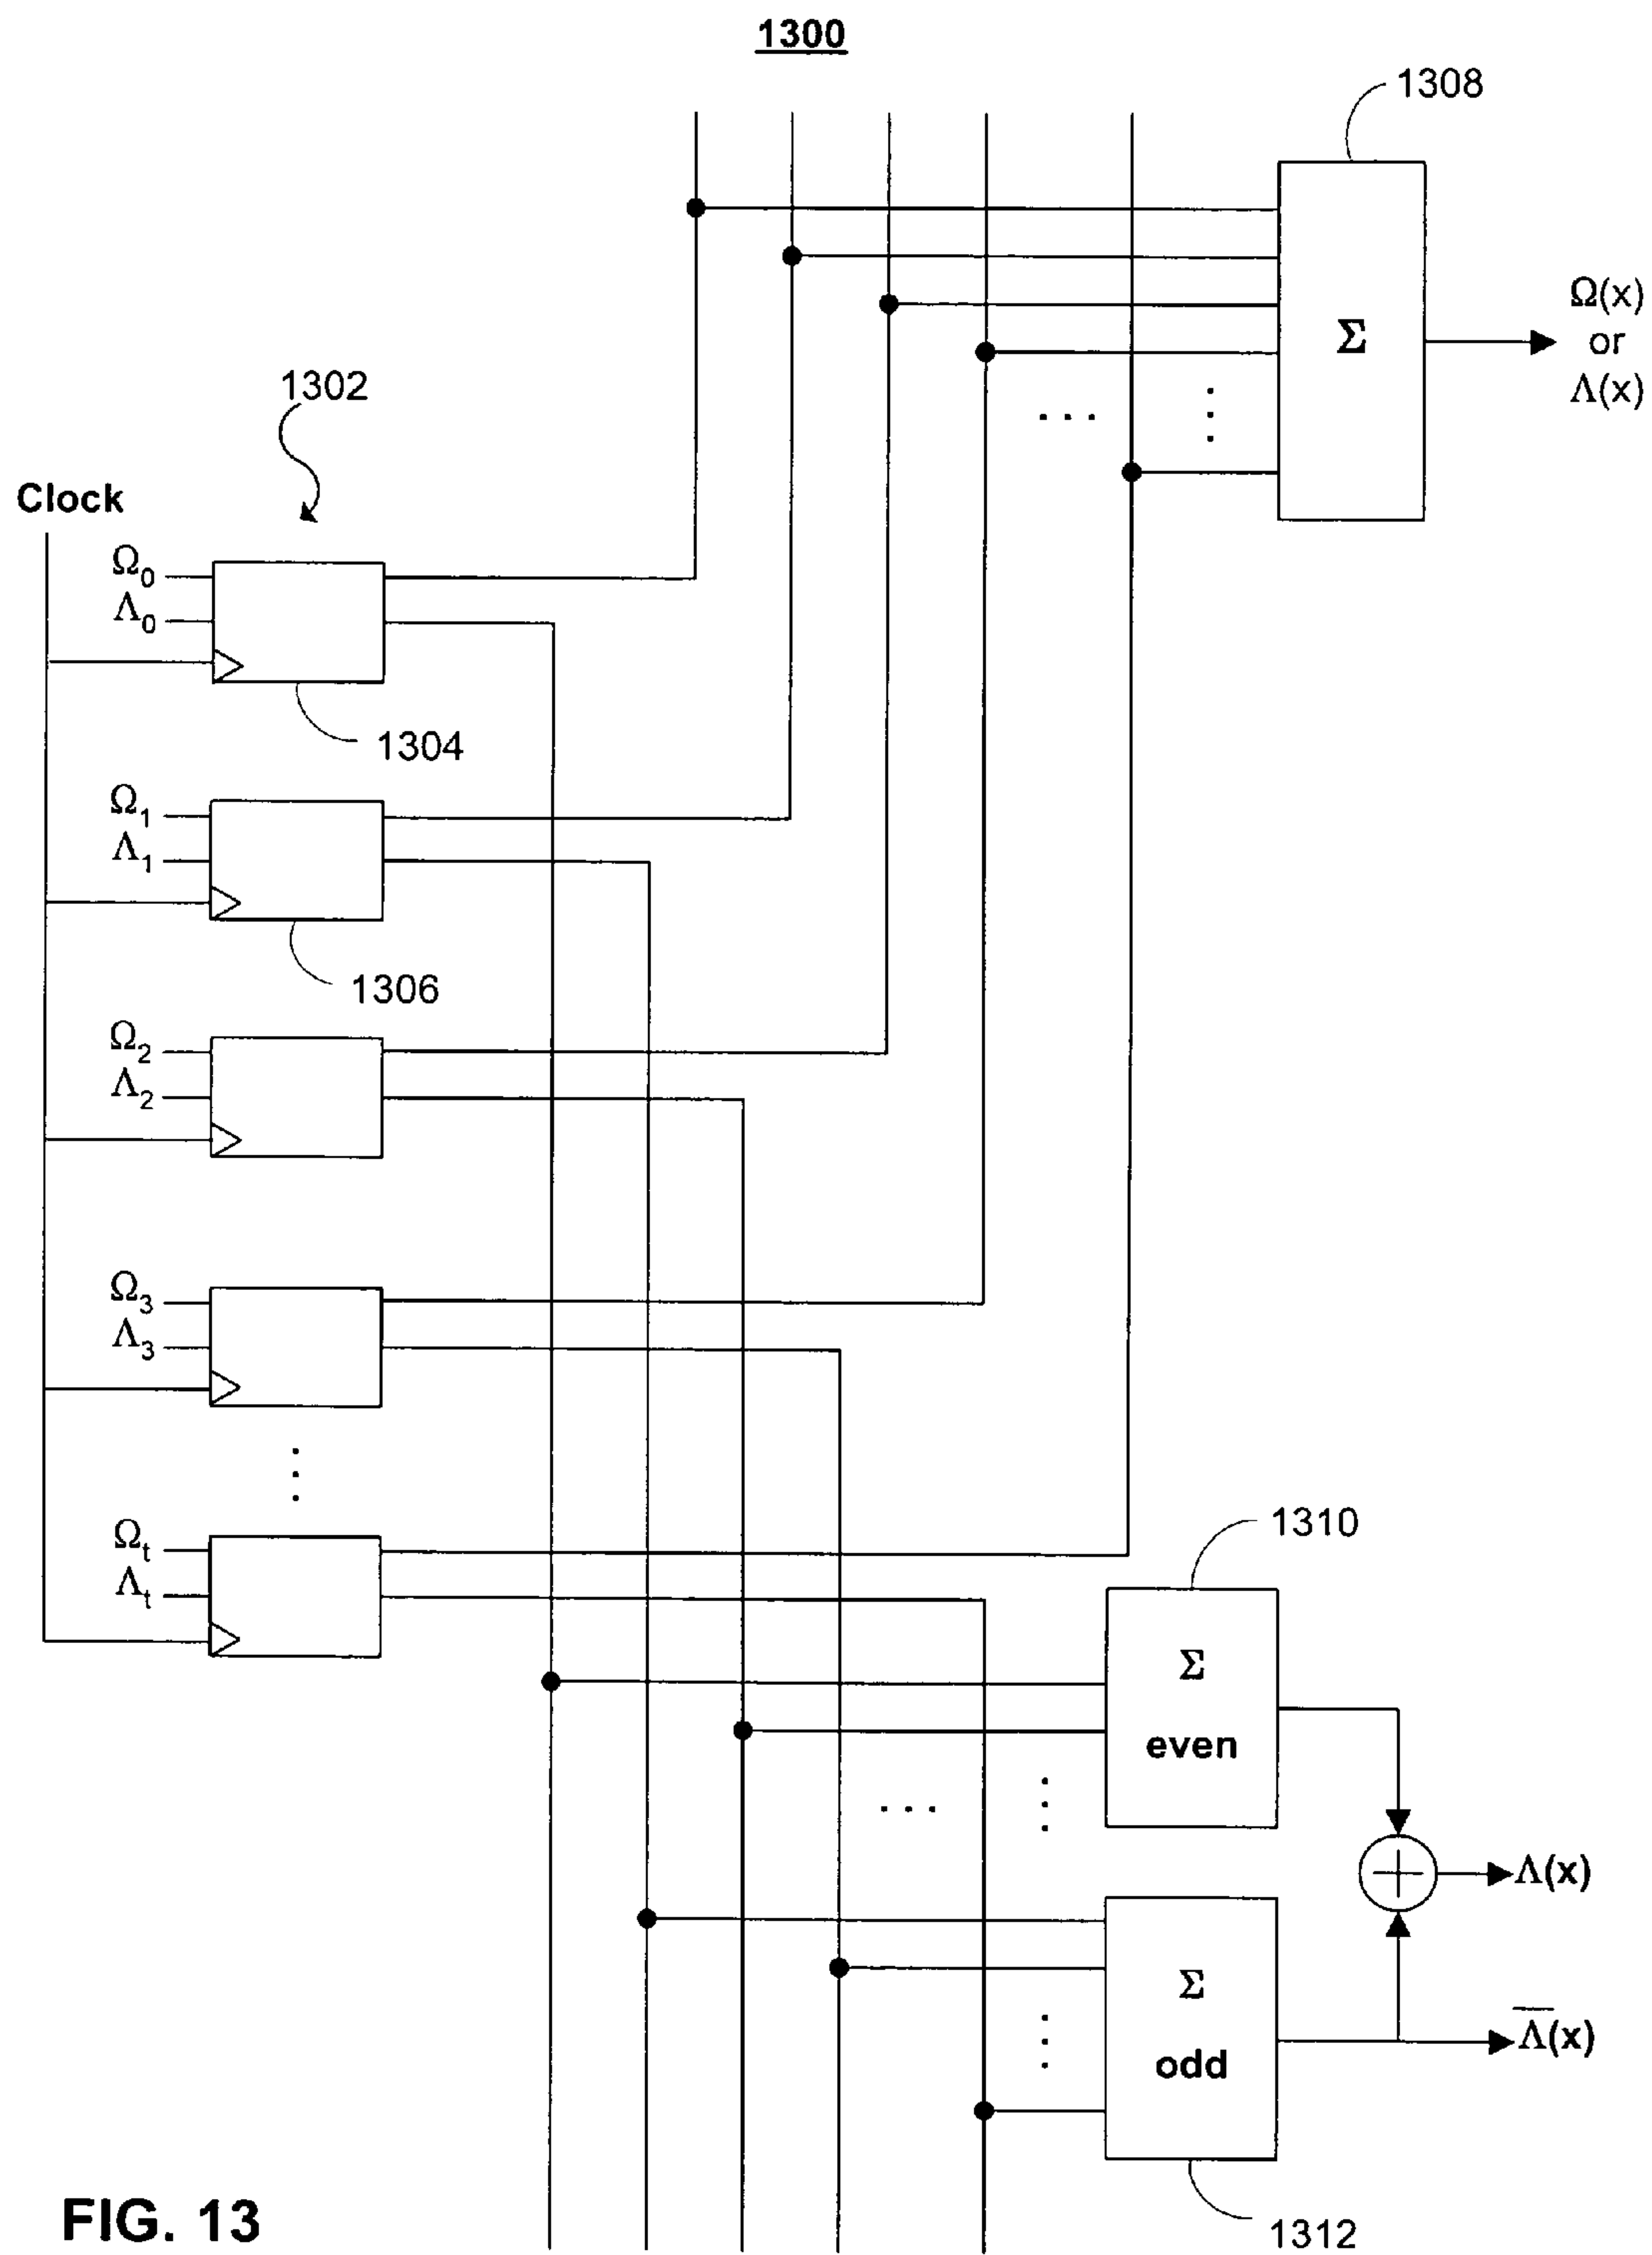 1300
1308
Σ
Ω(x)
or
Λ(x)
1302
Clock
Ω0
Λ0
1304
Ω1
Λ1
1306
Ω2
Λ2
Ω3
Λ3
Ωt
Λt
1310
Σ
even
Λ(x)
Σ
odd
Λ̅(x)
1312
FIG. 13